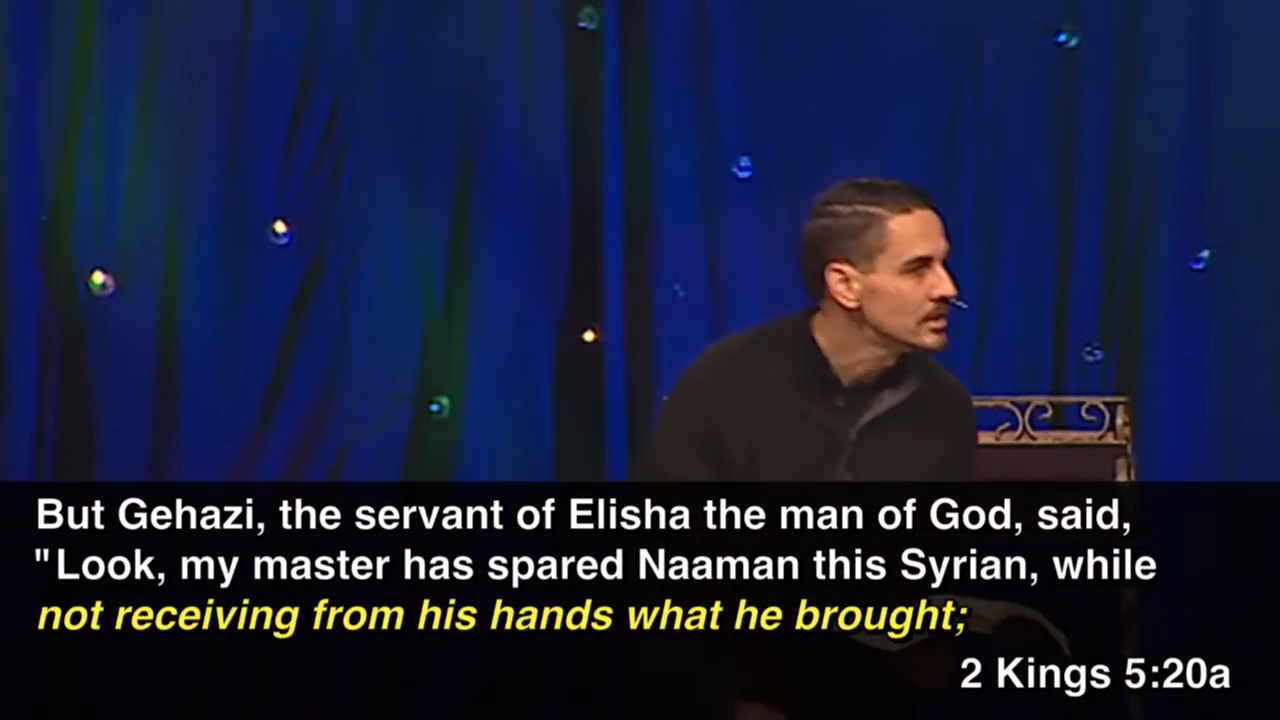 But Gehazi, the servant of Elisha the man of God, said,
"Look, my master has spared Naaman this Syrian, while
not receiving from his hands what he brought;
2 Kings 5:20a